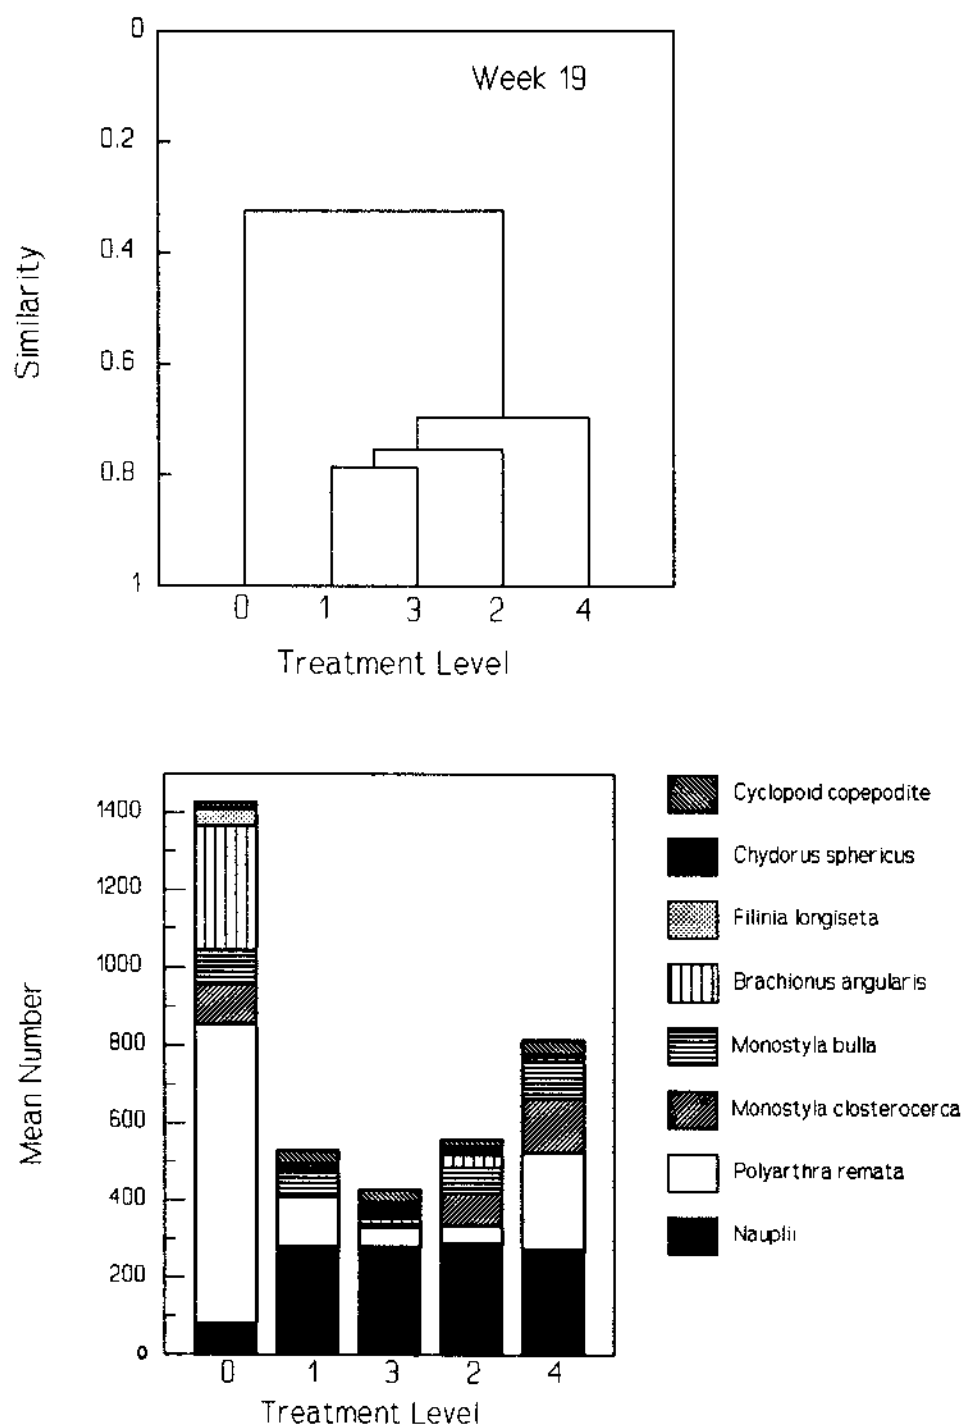 0
Week 19
0.2
0.4
0.6
0.8
1
Similarity
0 1 3 2 4
Treatment Level
1400
1200
1000
800
600
400
200
0
Mean Number
0 1 3 2 4
Treatment Level
Cyclopoid copepodite
Chydorus sphericus
Filinia longiseta
Brachionus angularis
Monostyla bulla
Monostyla closterocerca
Polyarthra remata
Nauplii